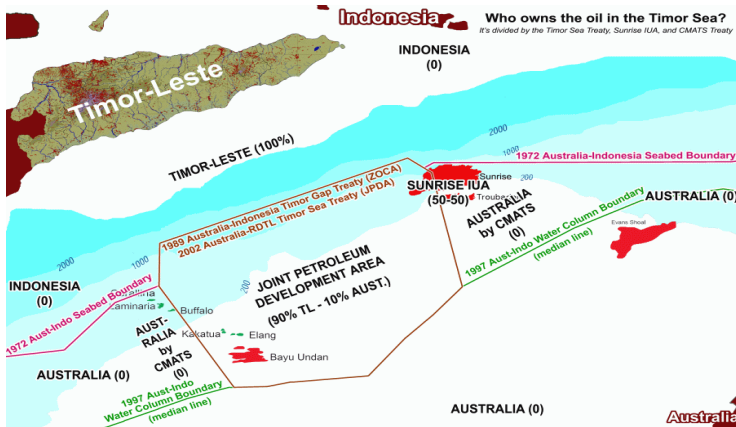 Indonesia
Who owns the oil in the Timor Sea?
It's divided by the Timor Sea Treaty, Sunrise IUA, and CMATS Treaty
INDONESIA
(0)
Timor-Leste
TIMOR-LESTE (100%)
2000
1000
1972 Australia-Indonesia Seabed Boundary
200
Sunrise
SUNRISE IUA
(50-50)
AUSTRALIA (0)
AUSTRALIA
by CMATS
(0)
Evans Shoal
1989 Australia-Indonesia Timor Gap Treaty (ZOCA)
2002 Australia-RDTL Timor Sea Treaty (JPDA)
1997 Aust-Indo Water Column Boundary
(median line)
2000
1000
200
JOINT PETROLEUM
DEVELOPMENT AREA
(90% TL - 10% AUST.)
INDONESIA
(0)
1972 Aust-Indo Seabed Boundary
Buffalo
Kakatua
Elang
Bayu Undan
AUST-
RALIA
by
CMATS
(0)
AUSTRALIA (0)
1997 Aust-Indo
Water Column Boundary
(median line)
AUSTRALIA (0)
Australia